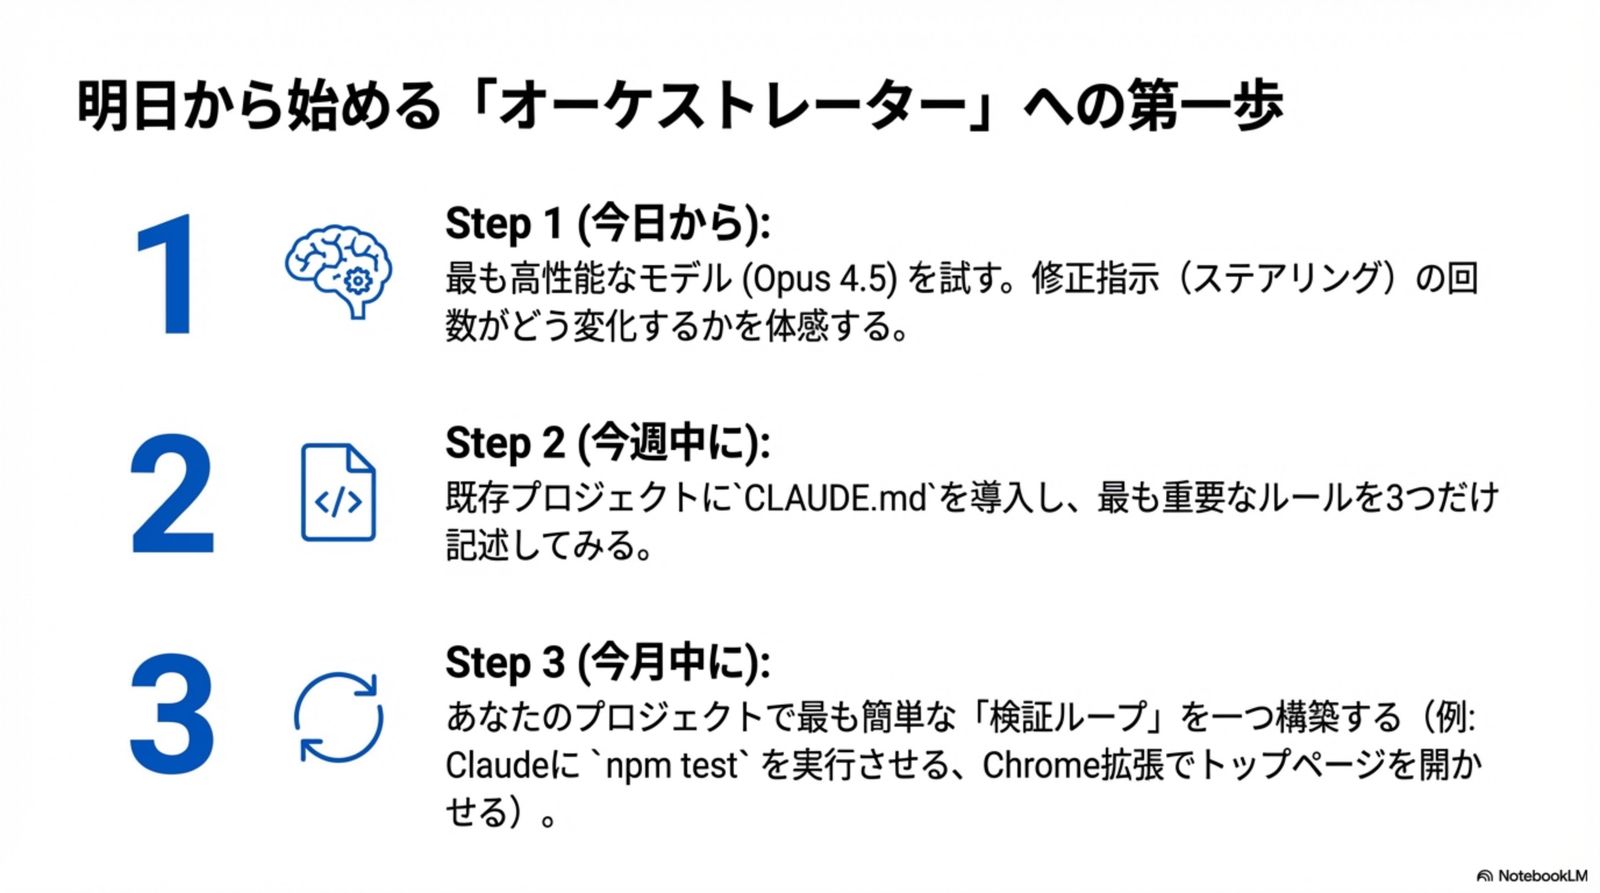 明日から始める「オーケストレーター」への第一歩
1
Step 1 (今日から):
最も高性能なモデル (Opus 4.5) を試す。修正指示（ステアリング）の回
数がどう変化するかを体感する。
2
</>
Step 2 (今週中に):
既存プロジェクトに`CLAUDE.md`を導入し、最も重要なルールを3つだけ
記述してみる。
3
Step 3 (今月中に):
あなたのプロジェクトで最も簡単な「検証ループ」を一つ構築する（例:
Claudeに `npm test` を実行させる、Chrome拡張でトップページを開か
せる）。
NotebookLM